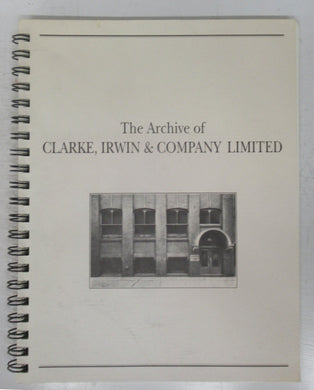 The Archive of
CLARKE, IRWIN & COMPANY LIMITED